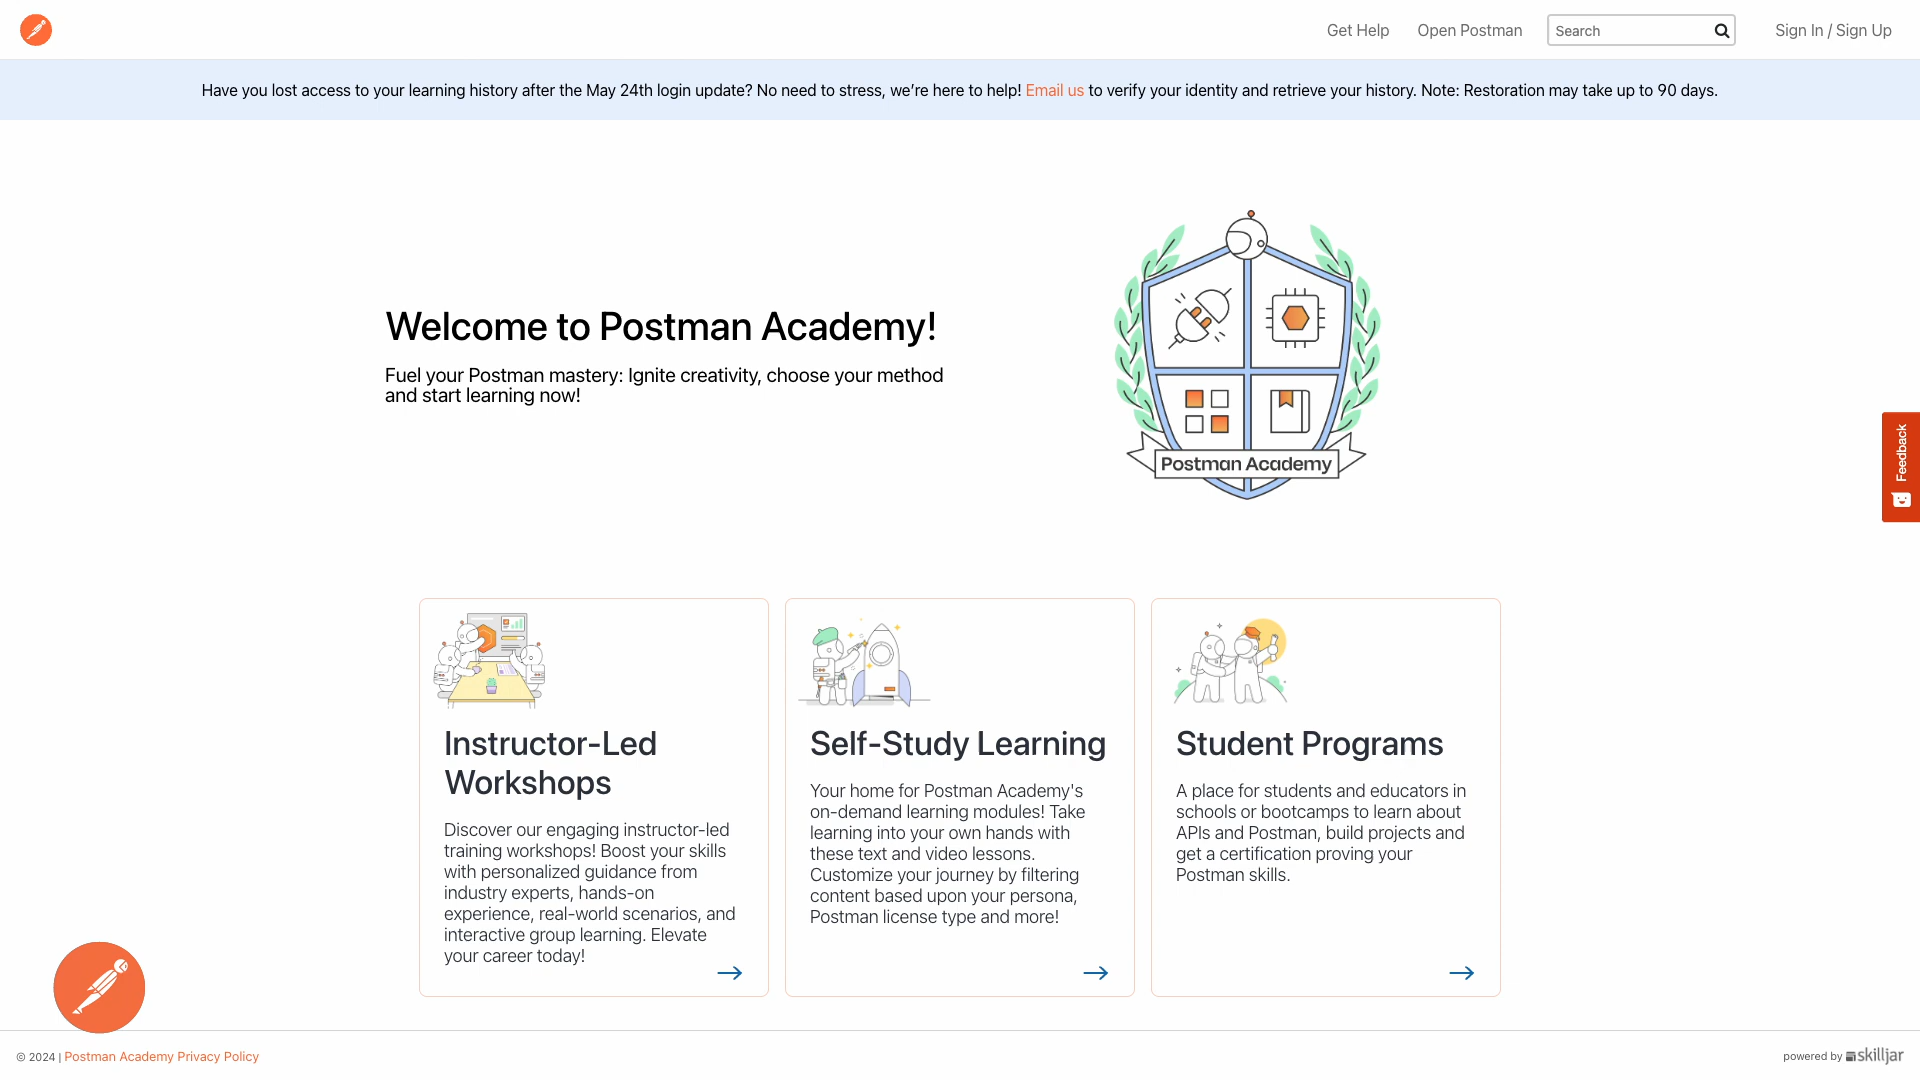 Get Help
Open Postman
Search
Sign In / Sign Up
Have you lost access to your learning history after the May 24th login update? No need to stress, we’re here to help! Email us to verify your identity and retrieve your history. Note: Restoration may take up to 90 days.
Welcome to Postman Academy!
Fuel your Postman mastery: Ignite creativity, choose your method
and start learning now!
Postman Academy
Feedback
Instructor-Led
Workshops
Discover our engaging instructor-led
training workshops! Boost your skills
with personalized guidance from
industry experts, hands-on
experience, real-world scenarios, and
interactive group learning. Elevate
your career today!
Self-Study Learning
Your home for Postman Academy's
on-demand learning modules! Take
learning into your own hands with
these text and video lessons.
Customize your journey by filtering
content based upon your persona,
Postman license type and more!
Student Programs
A place for students and educators in
schools or bootcamps to learn about
APIs and Postman, build projects and
get a certification proving your
Postman skills.
© 2024 | Postman Academy Privacy Policy
powered by skilljar